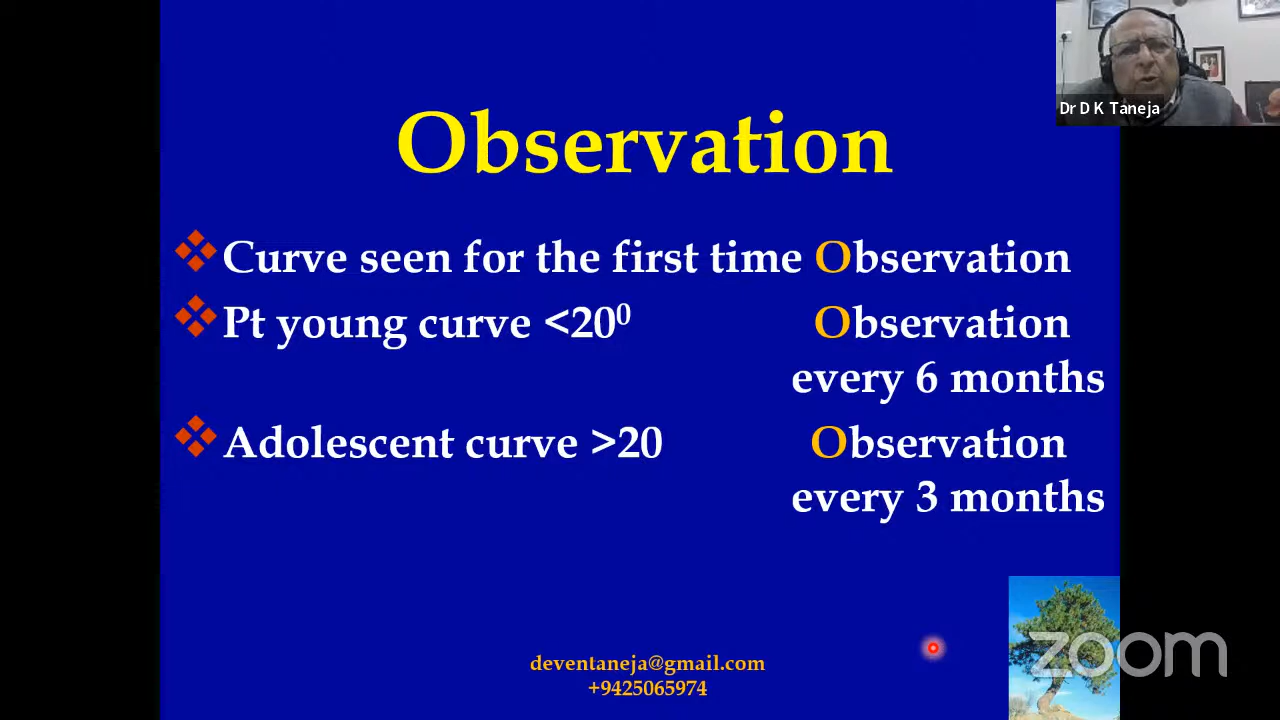 Dr D K Taneja
Observation
Curve seen for the first time Observation
Pt young curve <20⁰ Observation
every 6 months
Adolescent curve >20 Observation
every 3 months
deventaneja@gmail.com
+9425065974
zoom